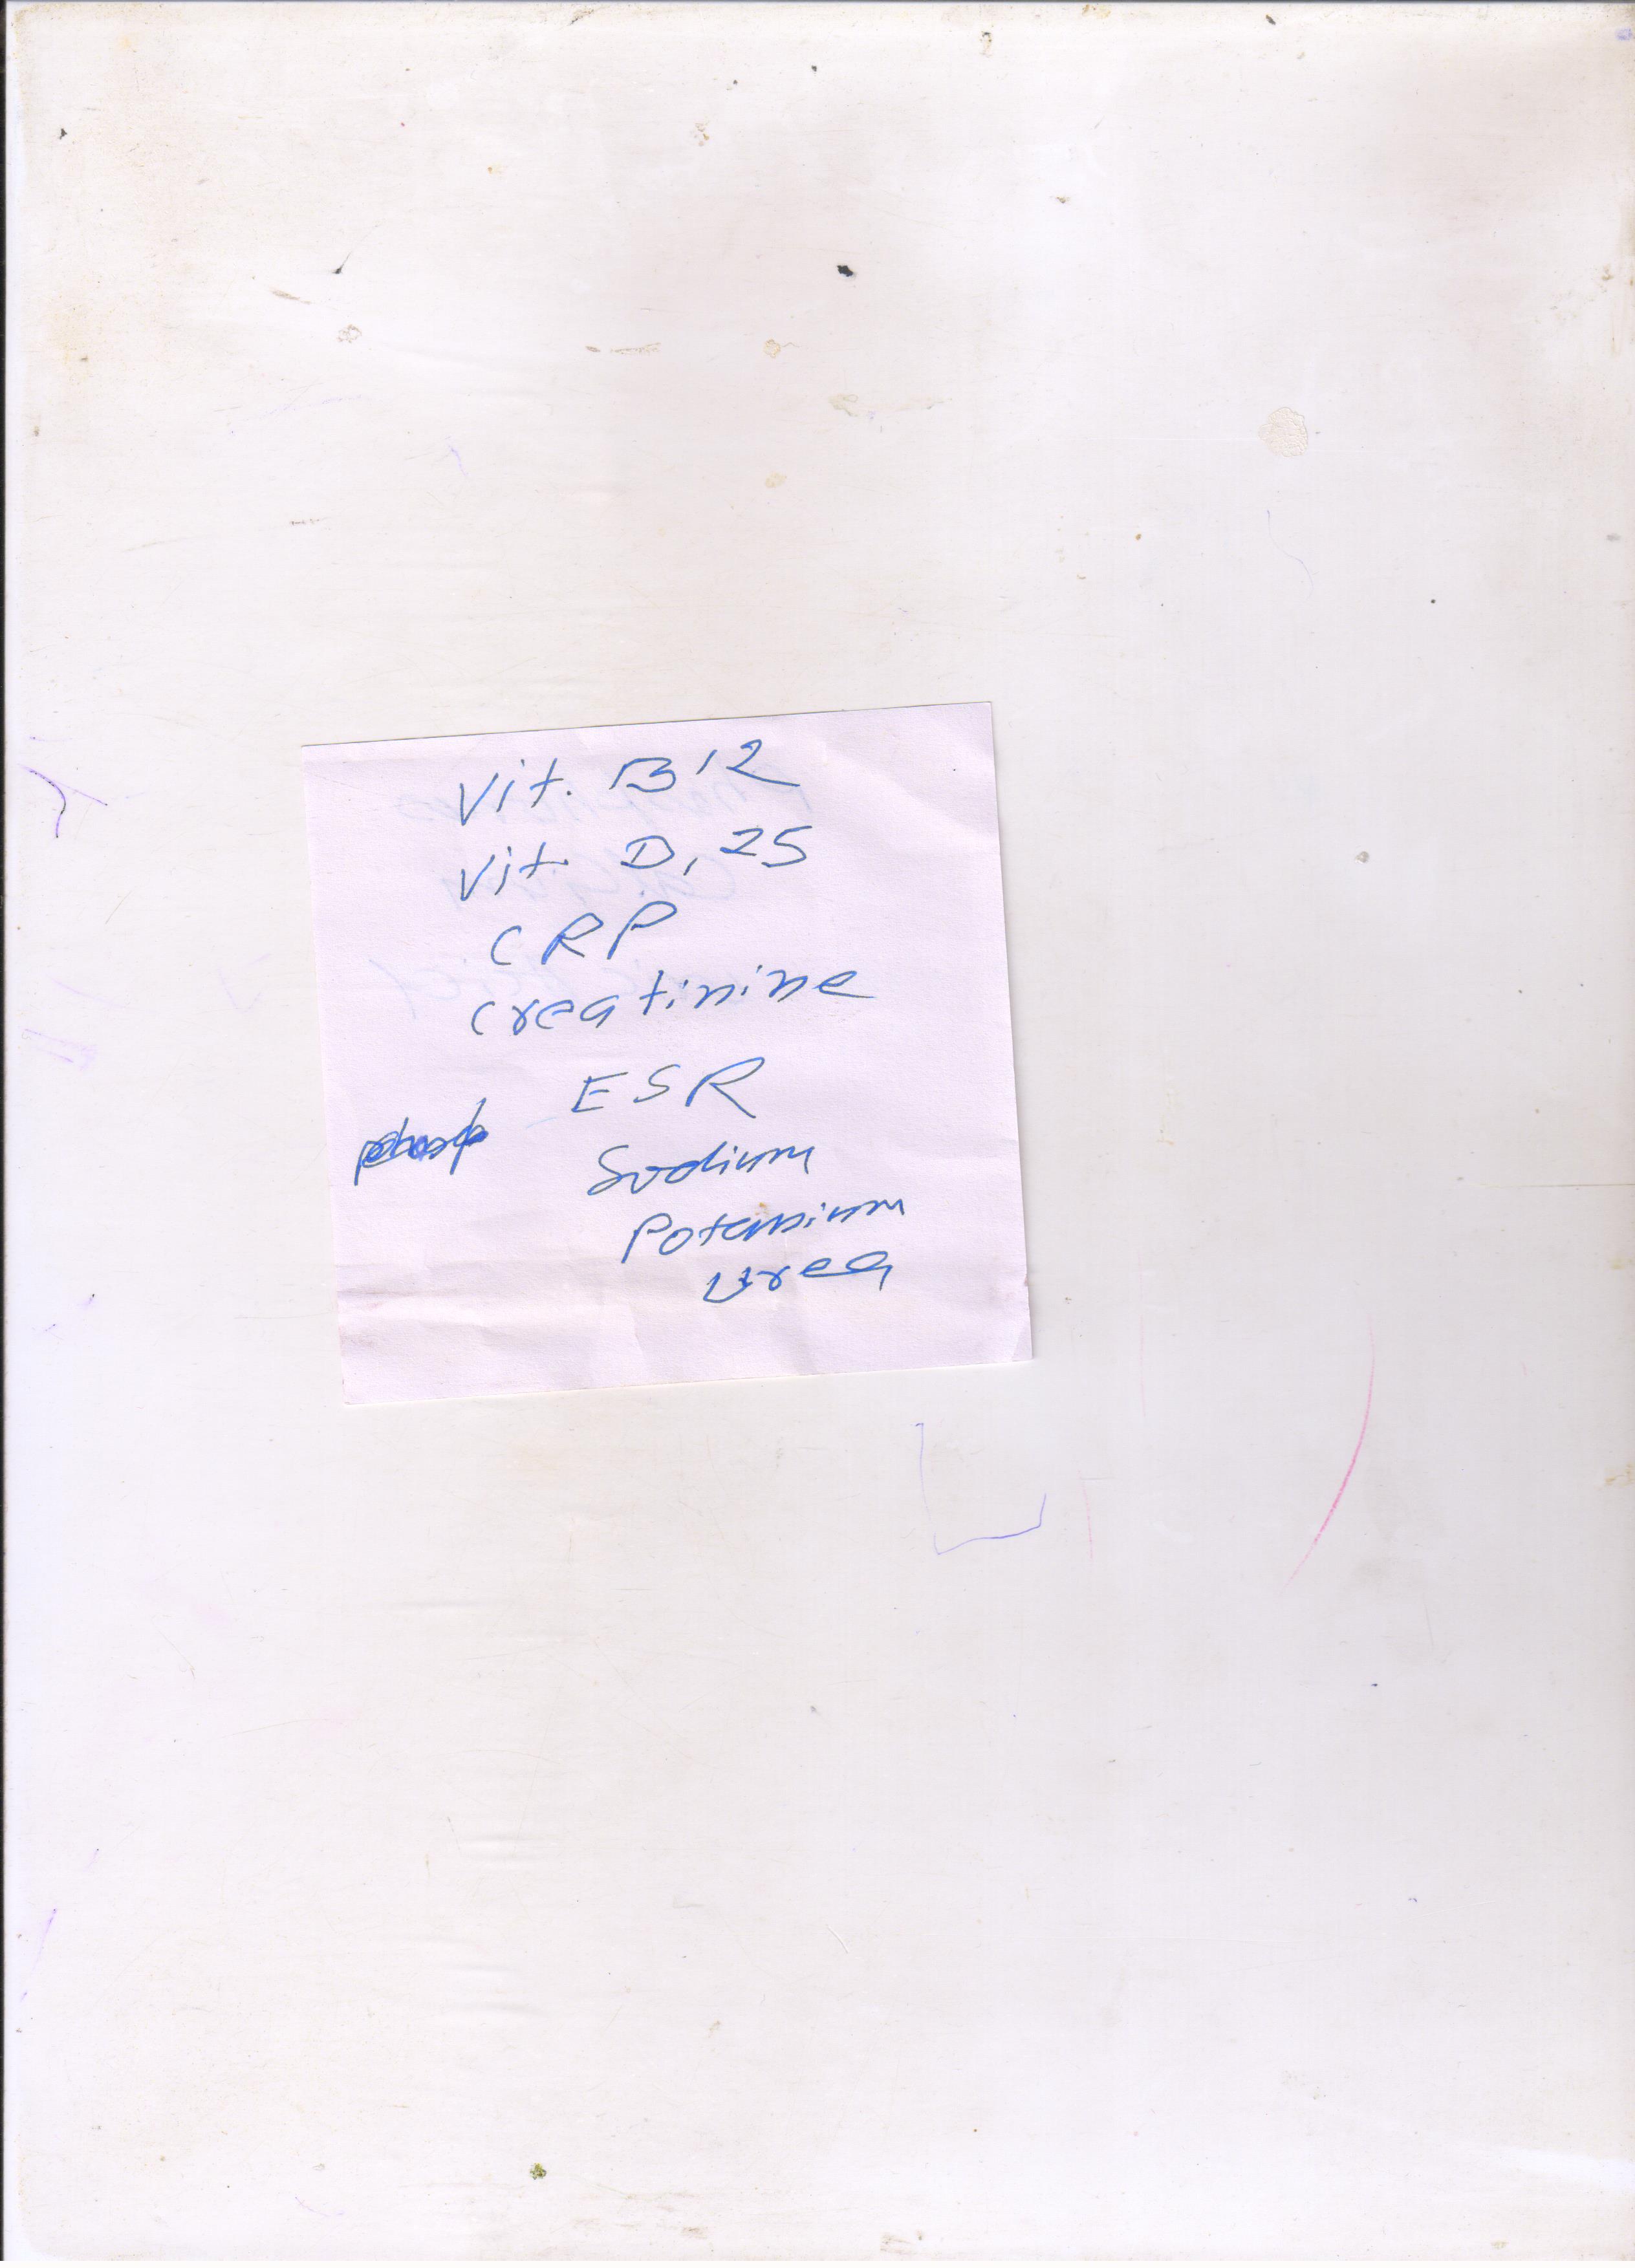 Vit. B12
Vit. D, 25
CRP
Creatinine
ESR
Sodium
Potassium
Urea